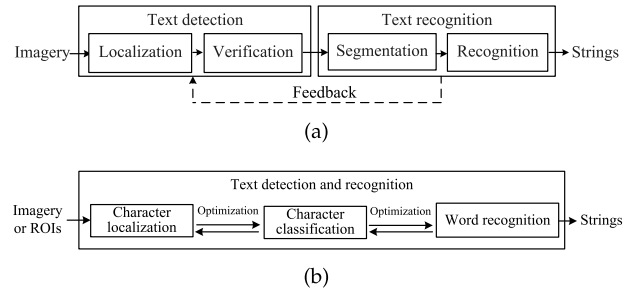 Text detection
Text recognition
Imagery
Localization
Verification
Segmentation
Recognition
Strings
Feedback
(a)
Text detection and recognition
Imagery
or ROIs
Character
localization
Optimization
Character
classification
Optimization
Word recognition
Strings
(b)